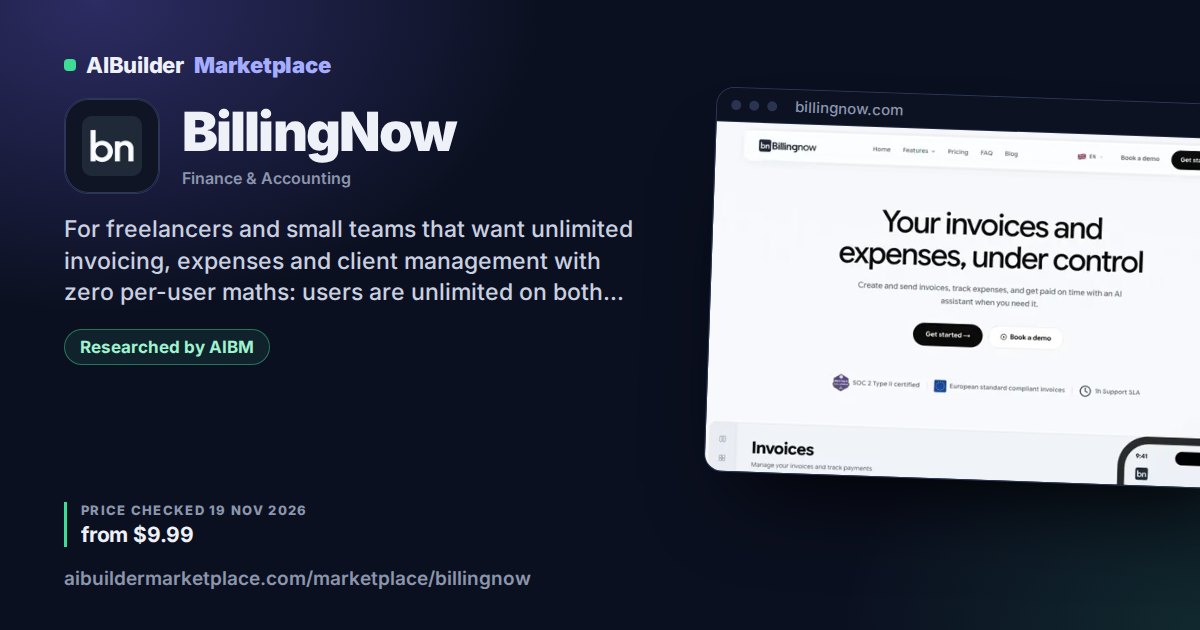 AIBuilder Marketplace
bn
BillingNow
Finance & Accounting
For freelancers and small teams that want unlimited
invoicing, expenses and client management with
zero per-user maths: users are unlimited on both...
Researched by AIBM
PRICE CHECKED 19 NOV 2026
from $9.99
aibuildermarketplace.com/marketplace/billingnow
billingnow.com
bn Billingnow
Home Features Pricing FAQ Blog EN Book a demo Get sta
Your invoices and
expenses, under control
Create and send invoices, track expenses, and get paid on time with an AI
assistant when you need it.
Get started → Book a demo
SOC 2 Type II certified European standard compliant invoices 1h Support SLA
Invoices
Manage your invoices and track payments
9:41
bn